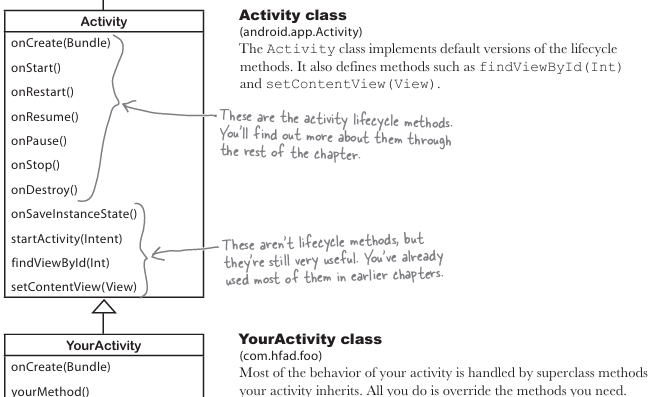 Activity
onCreate(Bundle)
onStart()
onRestart()
onResume()
onPause()
onStop()
onDestroy()
onSaveInstanceState()
startActivity(Intent)
findViewById(Int)
setContentView(View)
Activity class
(android.app.Activity)
The Activity class implements default versions of the lifecycle
methods. It also defines methods such as findViewById(Int)
and setContentView(View).
These are the activity lifecycle methods.
You'll find out more about them through
the rest of the chapter.
These aren't lifecycle methods, but
they're still very useful. You've already
used most of them in earlier chapters.
YourActivity
onCreate(Bundle)
yourMethod()
YourActivity class
(com.hfad.foo)
Most of the behavior of your activity is handled by superclass methods
your activity inherits. All you do is override the methods you need.